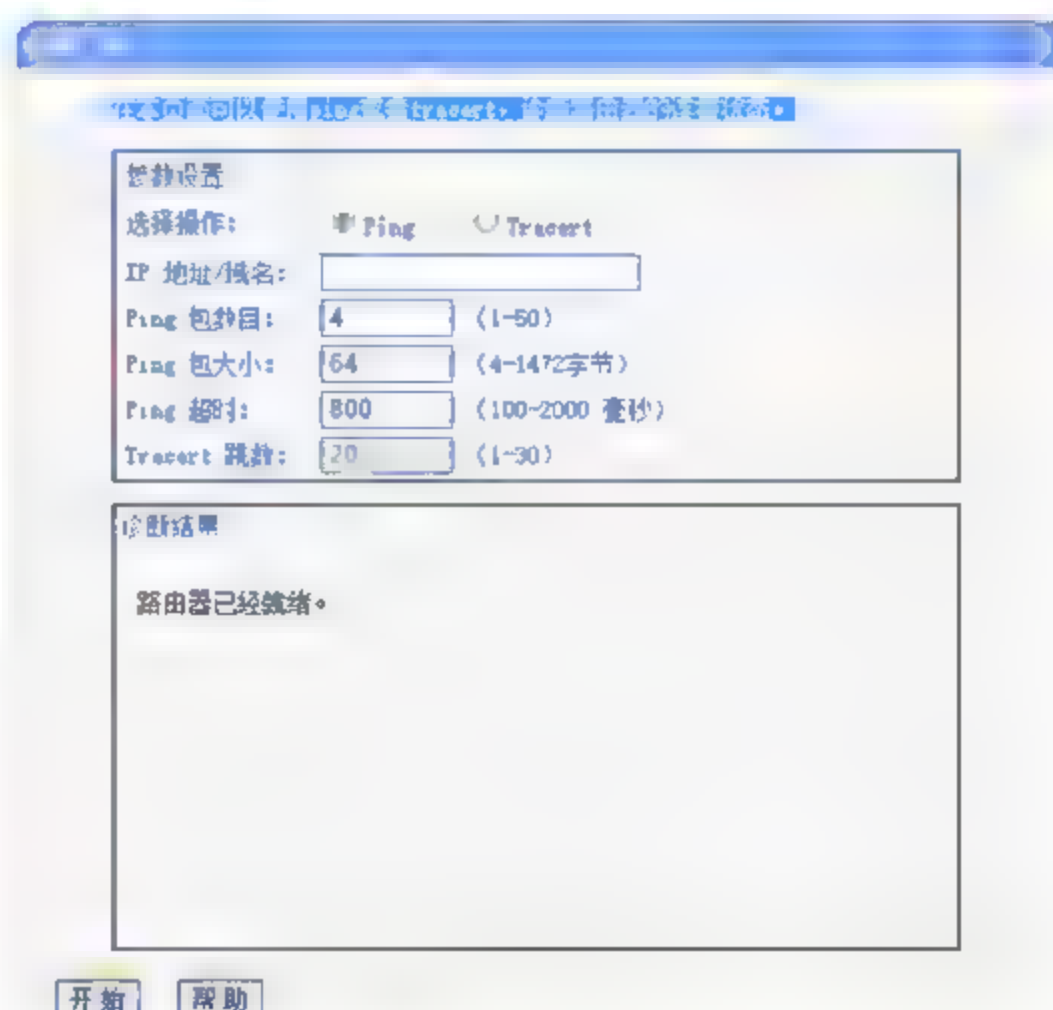 ping tracert,
参数设置
选择操作: Ping Tracert
IP 地址/域名:
Ping 包数目: 4 (1-50)
Ping 包大小: 64 (4-1472字节)
Ping 超时: 800 (100-2000 毫秒)
Tracert 跳数: 20 (1-30)
诊断结果
路由器已经就绪。
开始 帮助